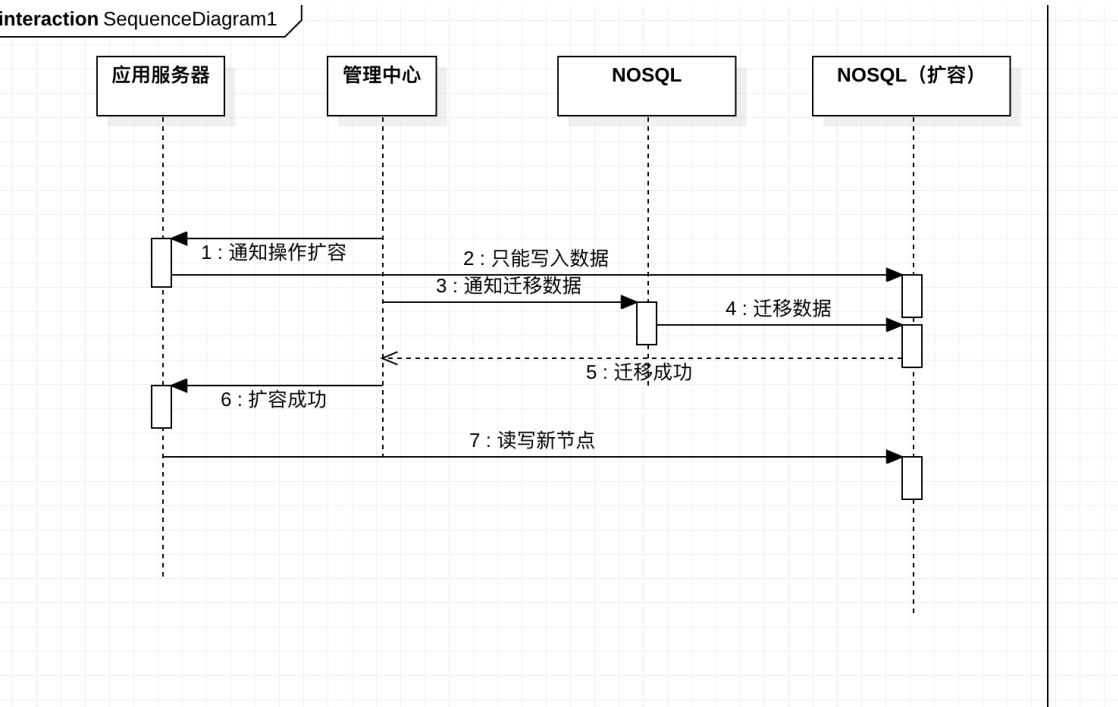 interaction SequenceDiagram1
应用服务器
管理中心
NOSQL
NOSQL（扩容）
1 : 通知操作扩容
2 : 只能写入数据
3 : 通知迁移数据
4 : 迁移数据
5 : 迁移成功
6 : 扩容成功
7 : 读写新节点